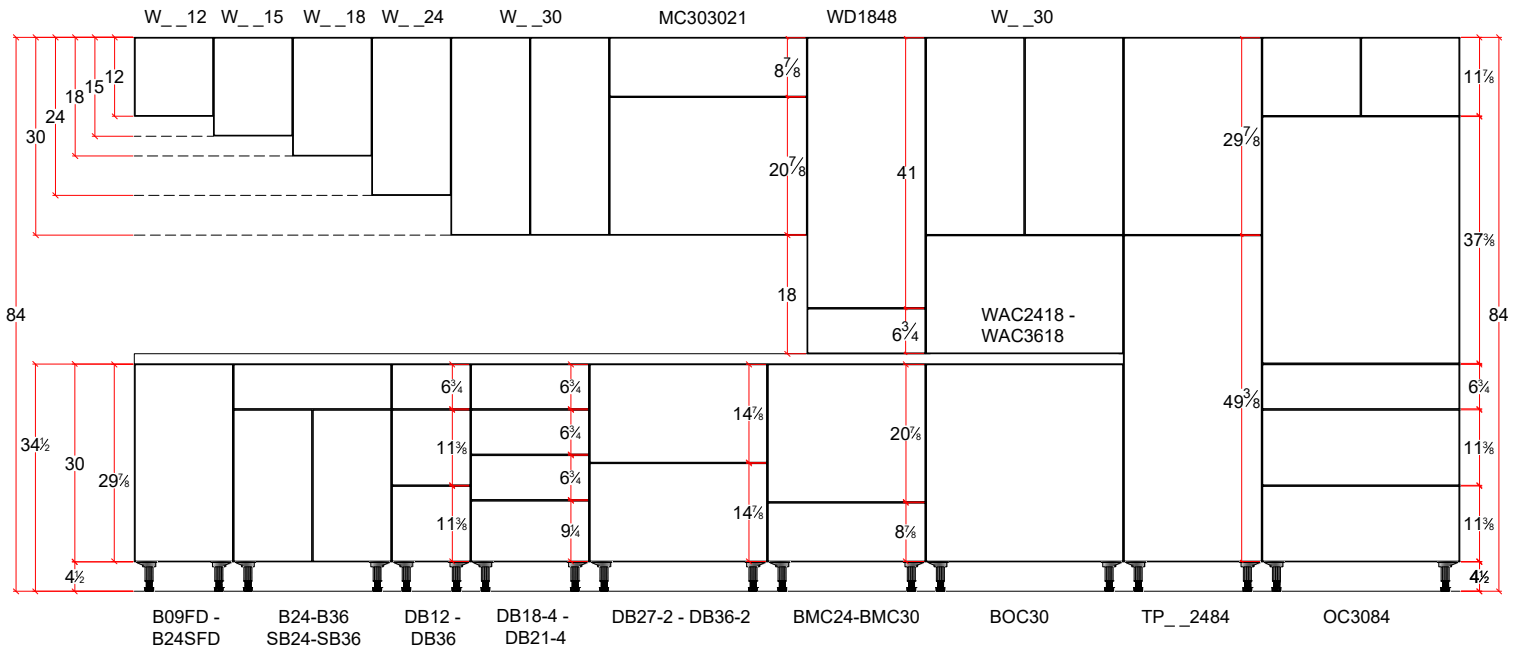 W_ _12
W_ _15
W_ _18
W_ _24
W_ _30
MC303021
WD1848
W_ _30
12
15
18
24
30
8⅞
20⅞
18
41
6¾
29⅞
49⅜
11⅞
37⅜
6¾
11⅜
11⅜
4½
84
84
WAC2418 -
WAC3618
34½
30
29⅞
4½
6¾
11⅜
11⅜
6¾
6¾
6¾
9¼
14⅞
14⅞
20⅞
8⅞
B09FD -
B24SFD
B24-B36
SB24-SB36
DB12 -
DB36
DB18-4 -
DB21-4
DB27-2 - DB36-2
BMC24-BMC30
BOC30
TP_ _2484
OC3084